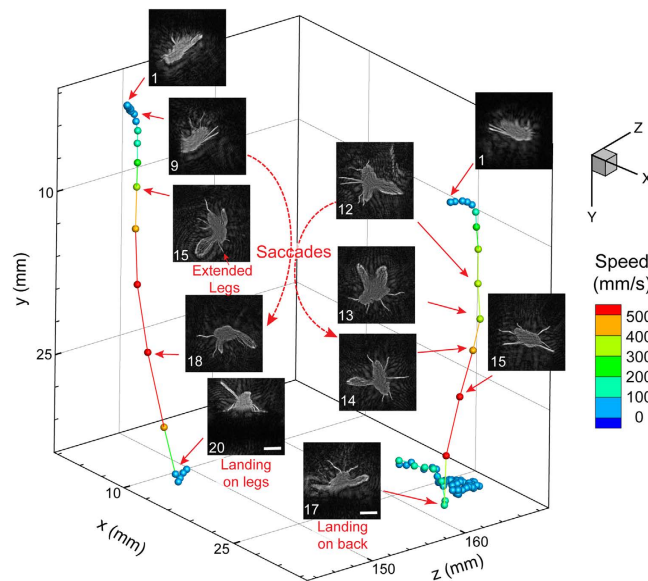 1
9
15
Extended
Legs
18
20
Landing
on legs
Saccades
12
13
14
1
15
17
Landing
on back
10
25
y (mm)
10
25
x (mm)
150
160
z (mm)
Z
X
Y
Speed
(mm/s)
500
400
300
200
100
0